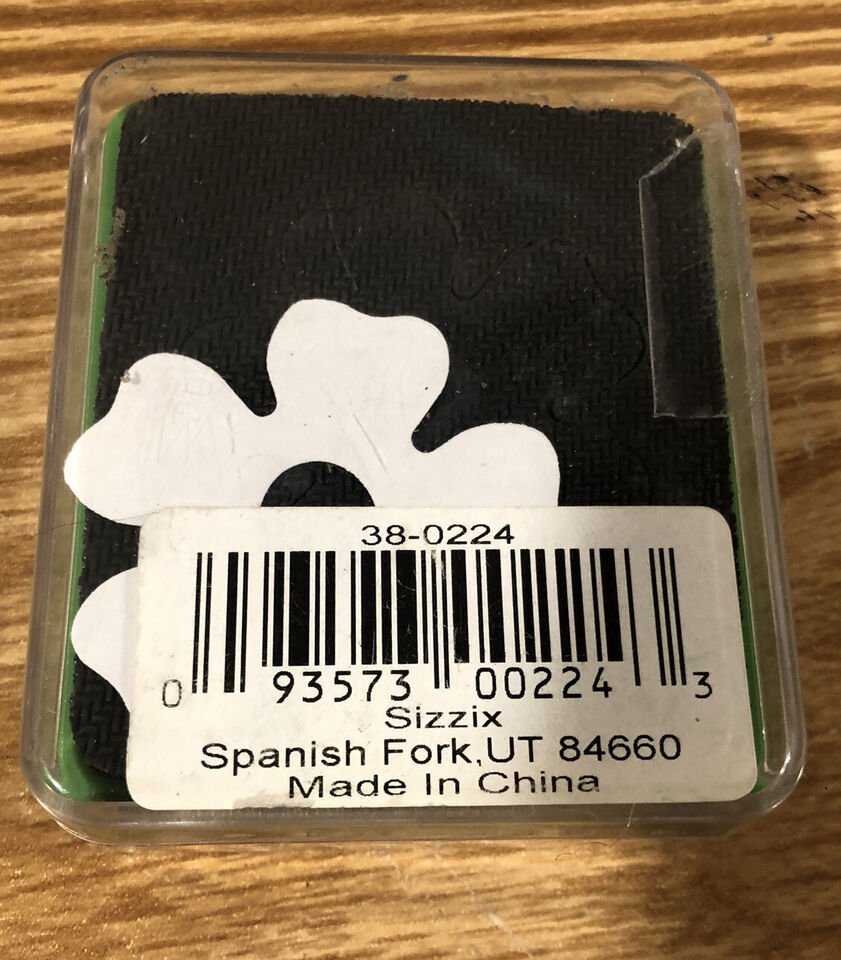 38-0224
0 93573 00224 3
Sizzix
Spanish Fork,UT 84660
Made In China